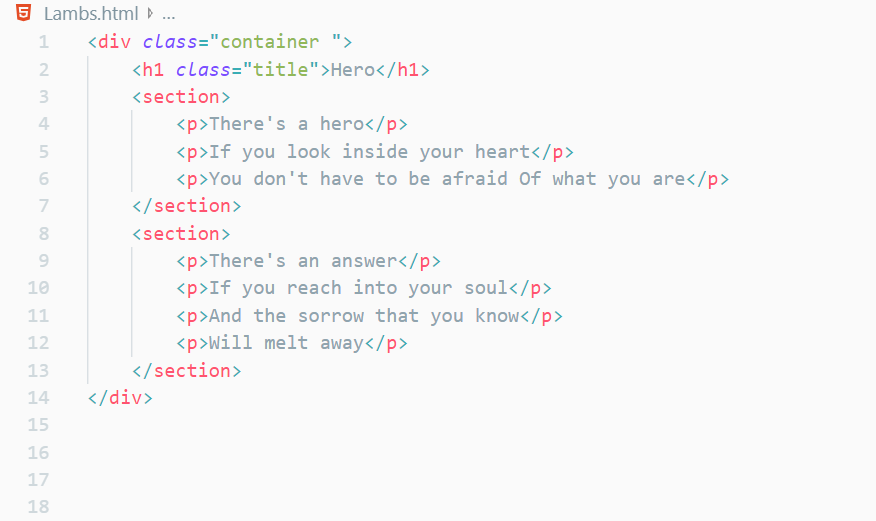 Lambs.html ...
1 <div class="container ">
2     <h1 class="title">Hero</h1>
3     <section>
4         <p>There's a hero</p>
5         <p>If you look inside your heart</p>
6         <p>You don't have to be afraid Of what you are</p>
7     </section>
8     <section>
9         <p>There's an answer</p>
10         <p>If you reach into your soul</p>
11         <p>And the sorrow that you know</p>
12         <p>Will melt away</p>
13     </section>
14 </div>
15
16
17
18